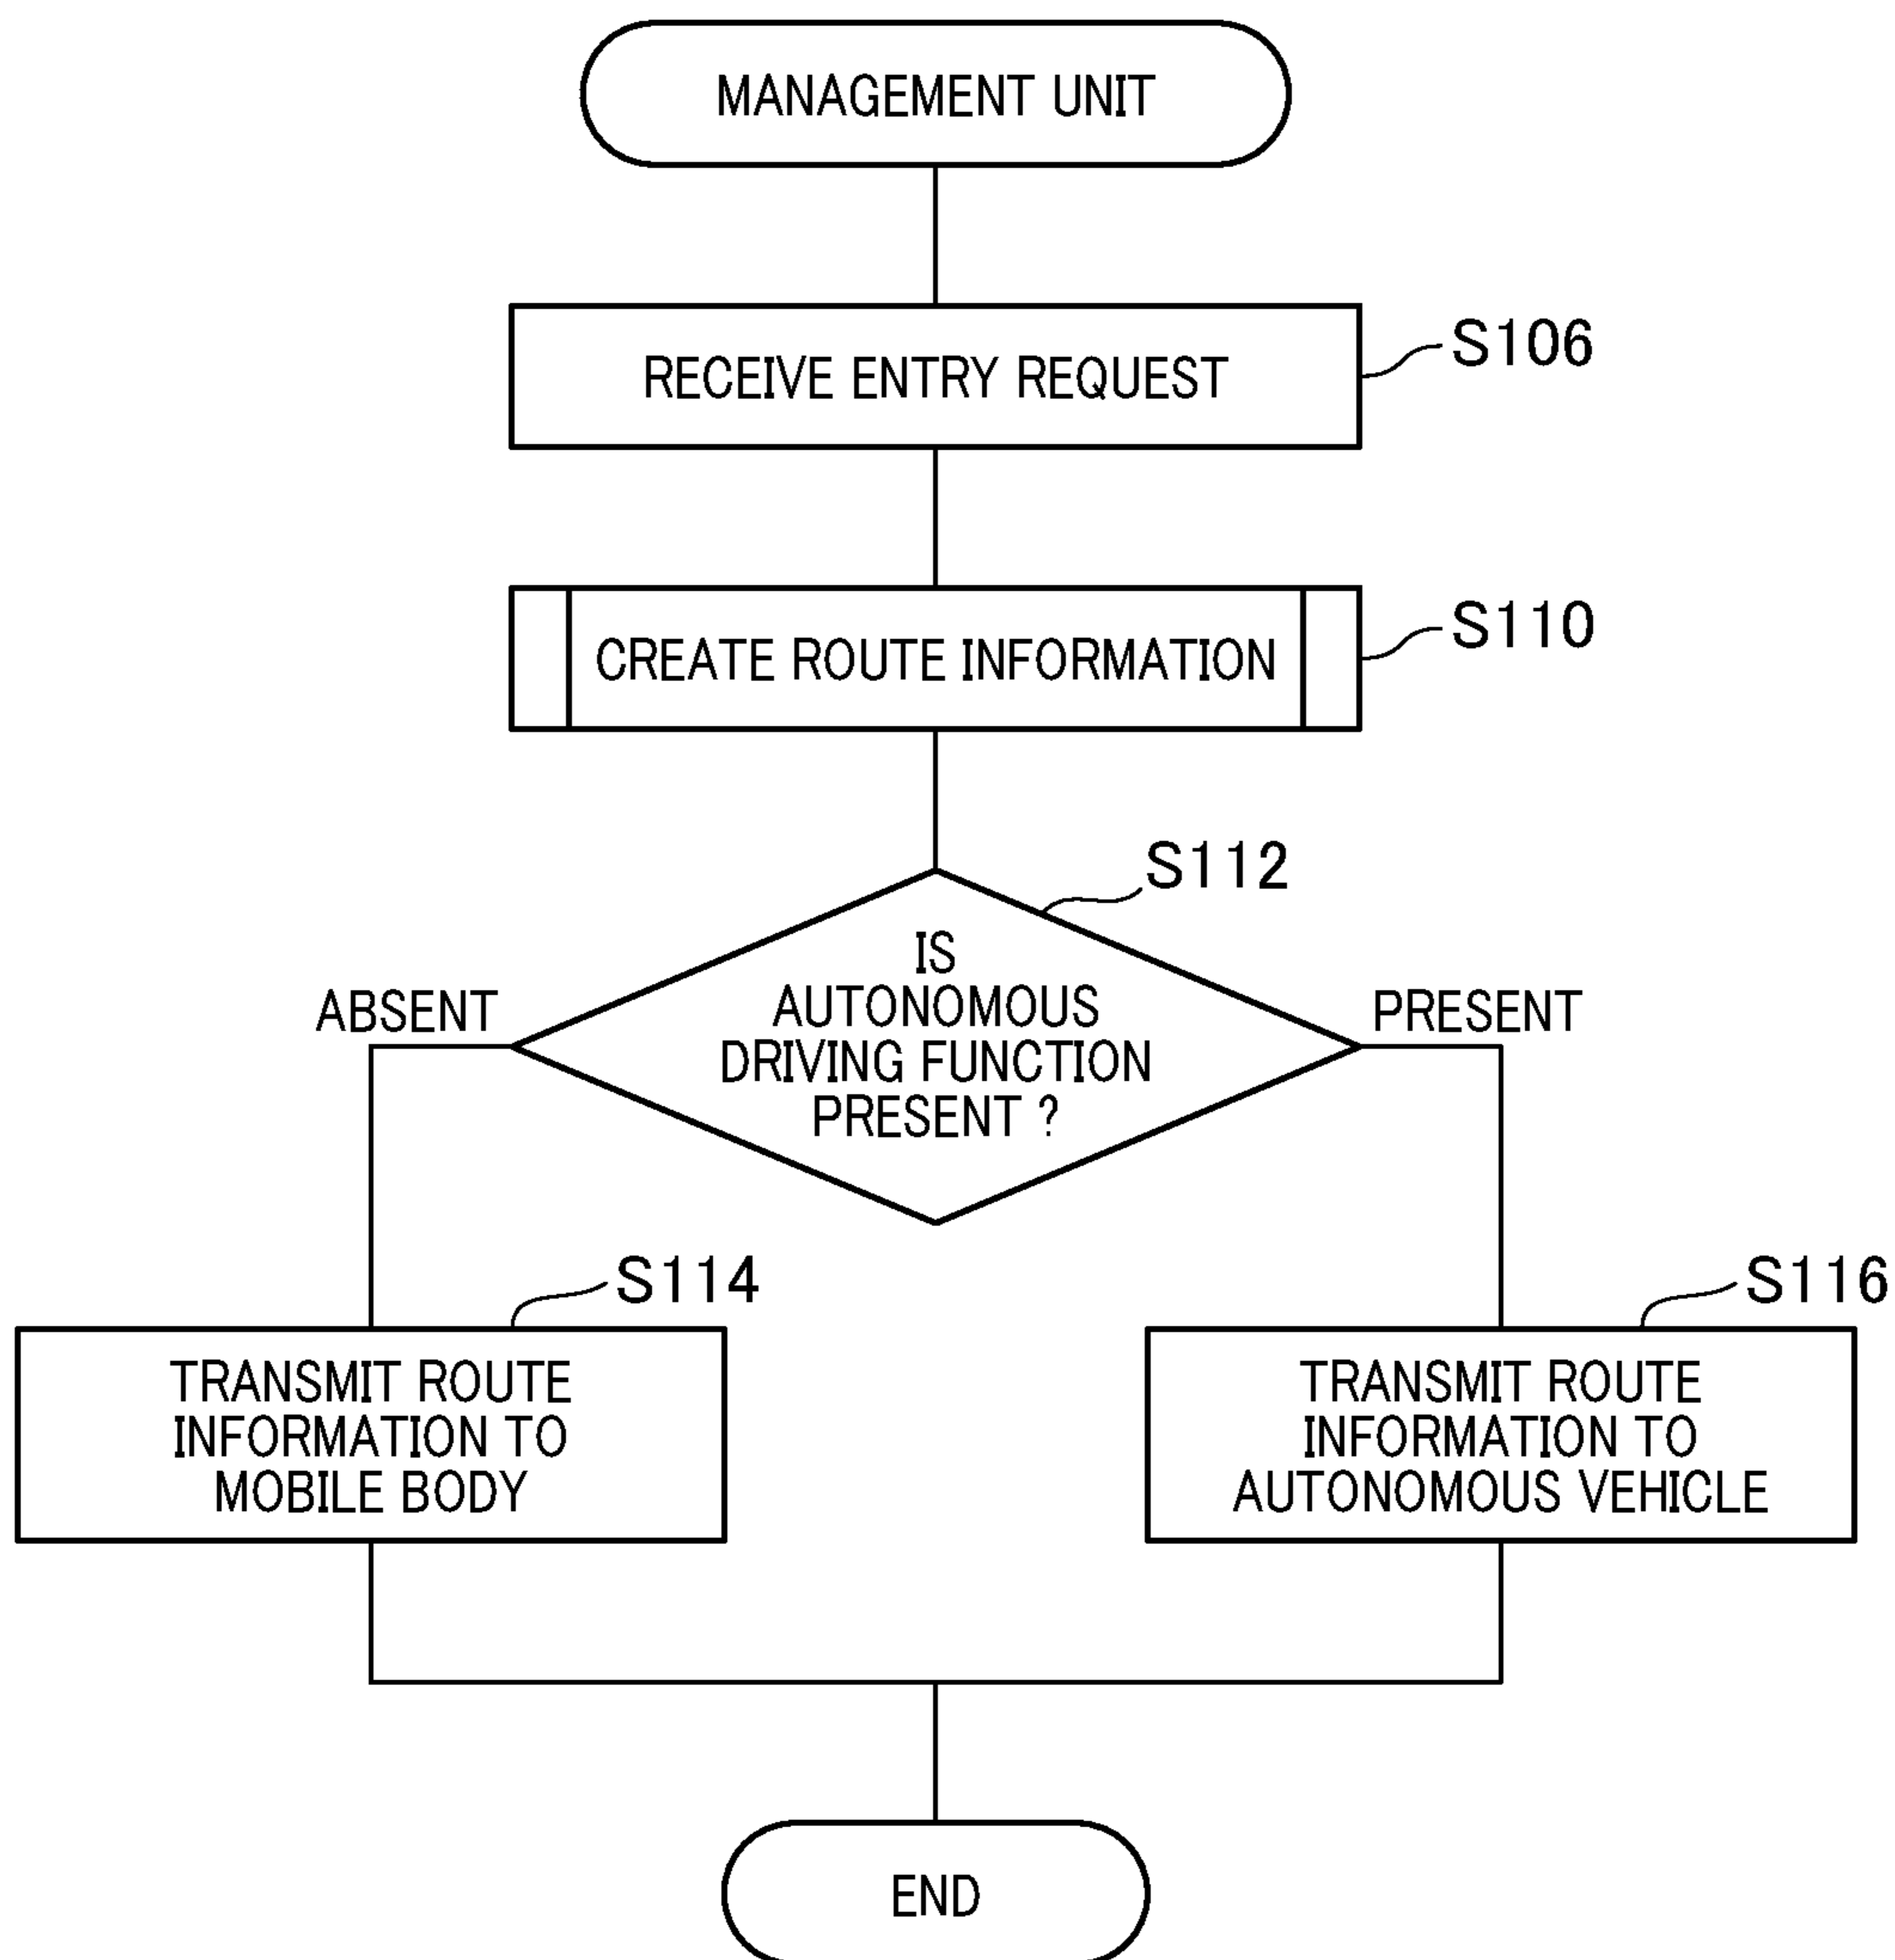 MANAGEMENT UNIT
RECEIVE ENTRY REQUEST
S106
CREATE ROUTE INFORMATION
S110
S112
IS
AUTONOMOUS
DRIVING FUNCTION
PRESENT ?
ABSENT
PRESENT
S114
TRANSMIT ROUTE
INFORMATION TO
MOBILE BODY
S116
TRANSMIT ROUTE
INFORMATION TO
AUTONOMOUS VEHICLE
END